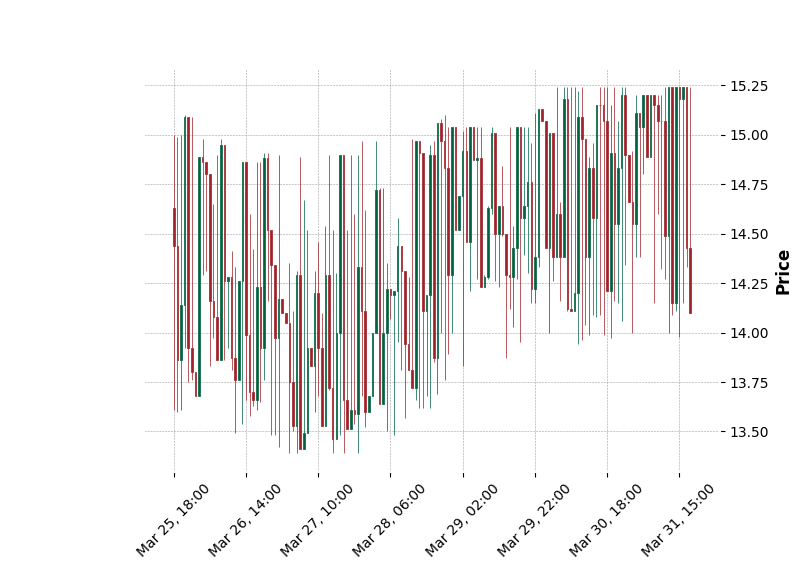 15.25
15.00
14.75
14.50
14.25
14.00
13.75
13.50
Price
Mar 25, 18:00
Mar 26, 14:00
Mar 27, 10:00
Mar 28, 06:00
Mar 29, 02:00
Mar 29, 22:00
Mar 30, 18:00
Mar 31, 15:00